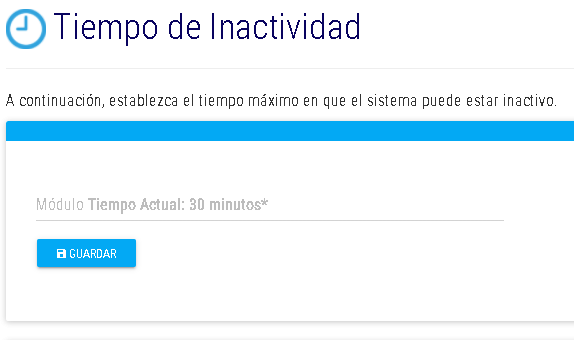 Tiempo de Inactividad
A continuación, establezca el tiempo máximo en que el sistema puede estar inactivo.
Módulo Tiempo Actual: 30 minutos*
GUARDAR